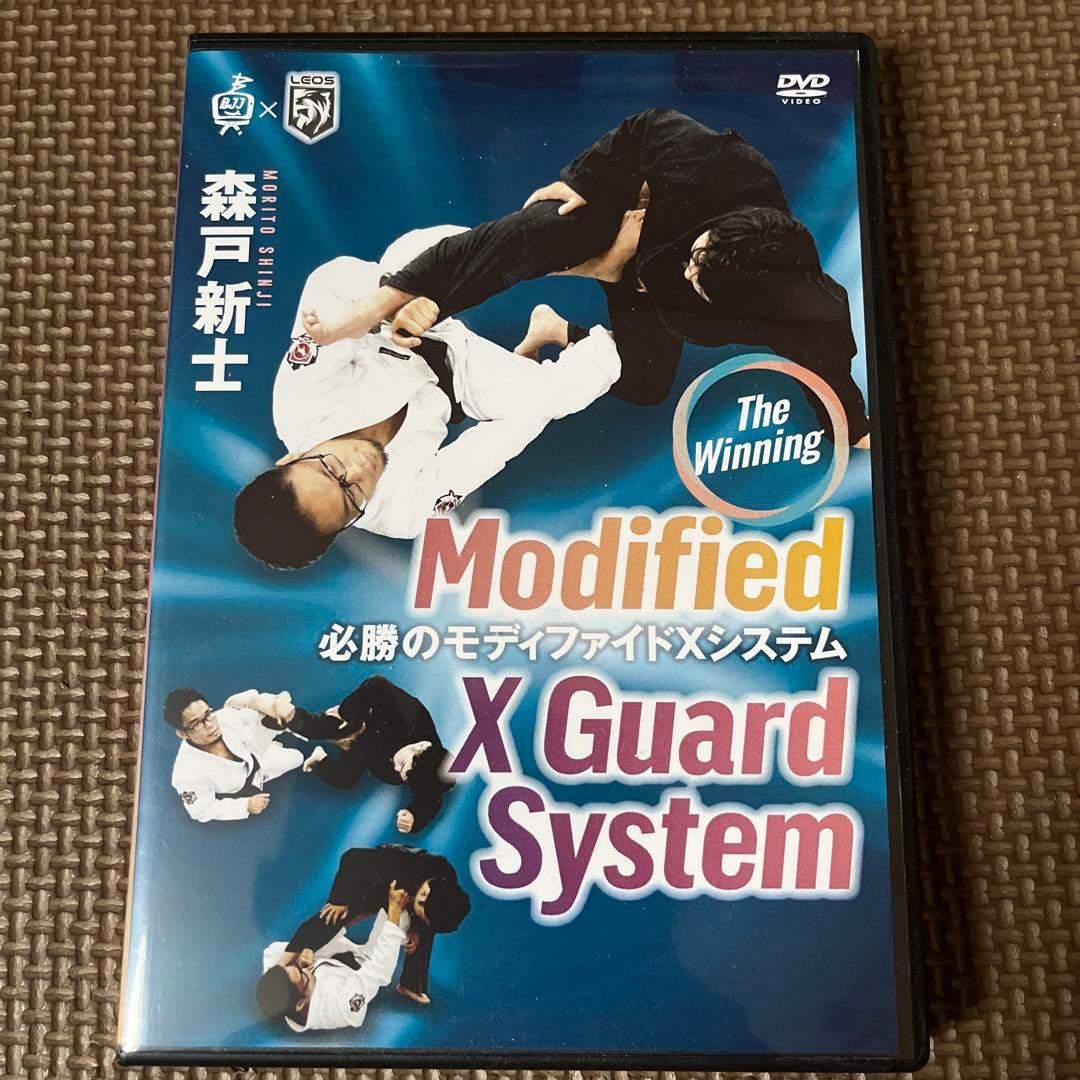 BJJ
×
LEOS
DVD
VIDEO
森戸新士
MORITO SHINJI
The
Winning
Modified
必勝のモディファイドXシステム
X Guard
System